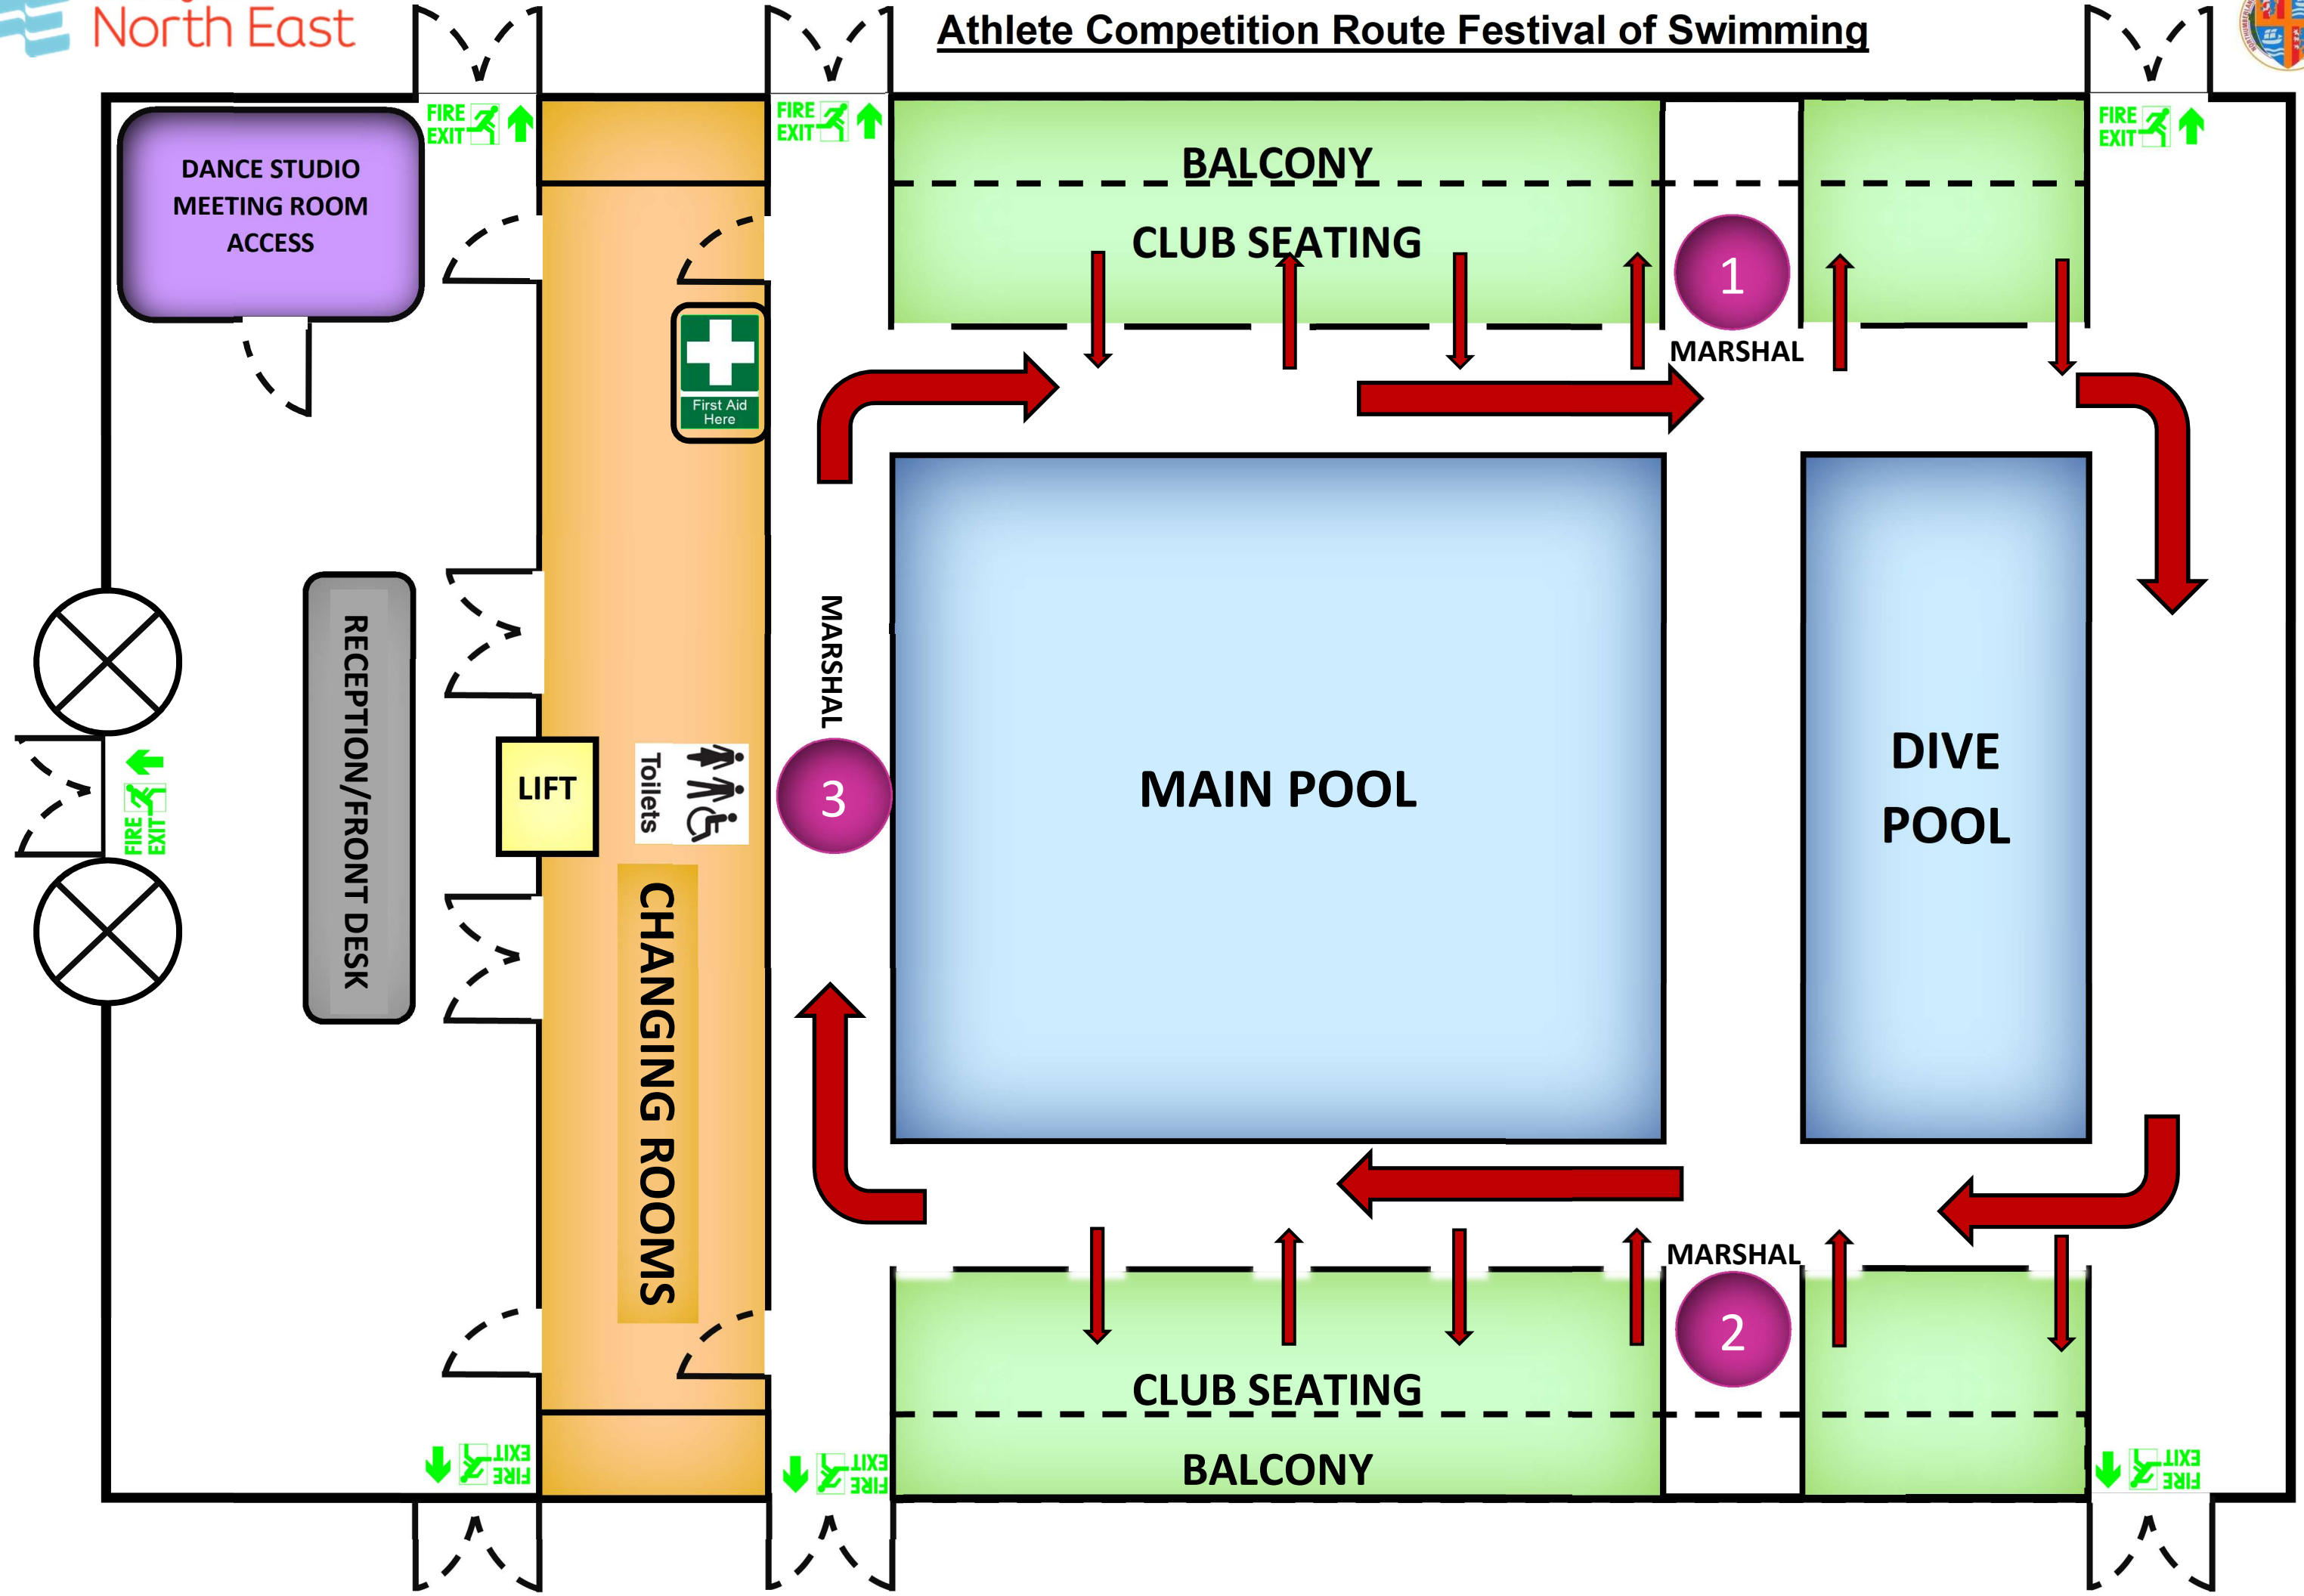 North East
Athlete Competition Route Festival of Swimming
FIRE
EXIT
FIRE
EXIT
FIRE
EXIT
DANCE STUDIO
MEETING ROOM
ACCESS
BALCONY
CLUB SEATING
1
MARSHAL
First Aid
Here
RECEPTION/FRONT DESK
FIRE
EXIT
LIFT
Toilets
CHANGING ROOMS
MARSHAL
3
MAIN POOL
DIVE
POOL
MARSHAL
2
CLUB SEATING
BALCONY
FIRE
EXIT
FIRE
EXIT
FIRE
EXIT